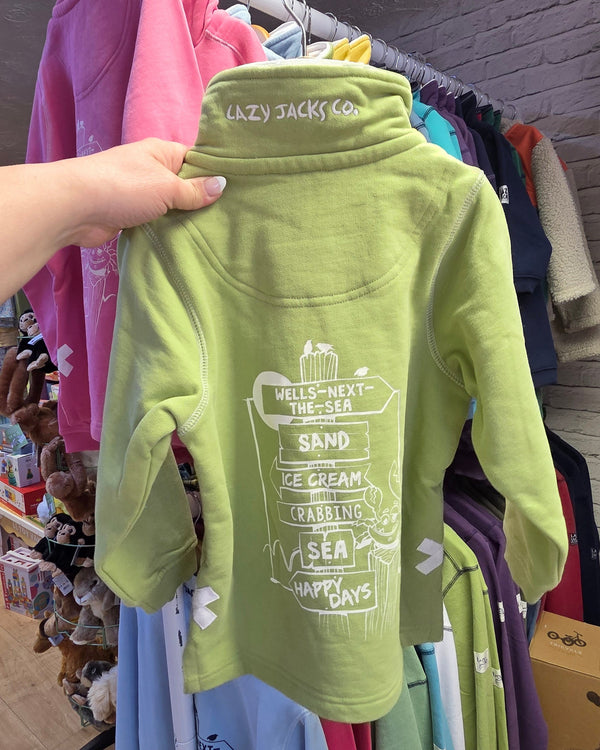 LAZY JACKS CO.
WELLS-NEXT-
THE-SEA
SAND
ICE CREAM
CRABBING
SEA
HAPPY
DAYS